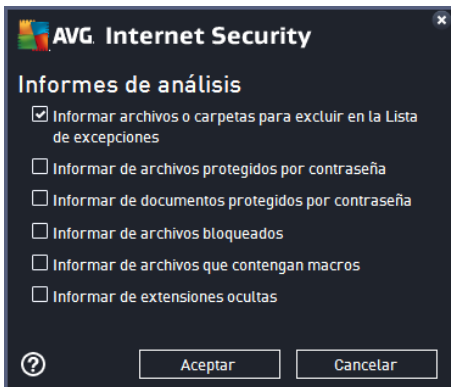 AVG. Internet Security
Informes de análisis
Informar archivos o carpetas para excluir en la Lista
de excepciones
Informar de archivos protegidos por contraseña
Informar de documentos protegidos por contraseña
Informar de archivos bloqueados
Informar de archivos que contengan macros
Informar de extensiones ocultas
?
Aceptar
Cancelar